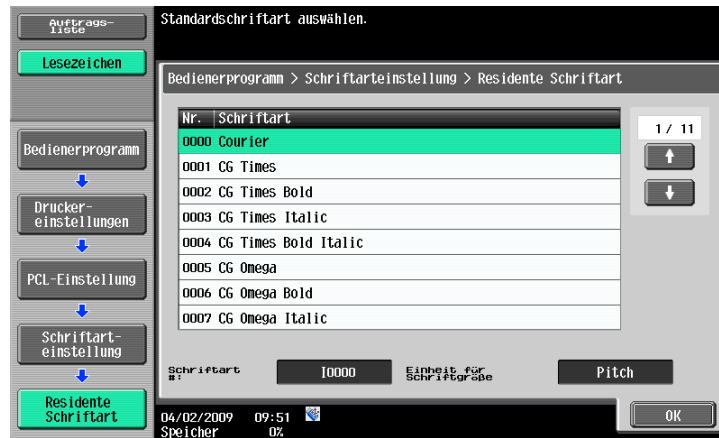 Auftrags-
liste
Lesezeichen
Bedienerprogramm
Drucker-
einstellungen
PCL-Einstellung
Schriftart-
einstellung
Residente
Schriftart
Standardschriftart auswählen.
Bedienerprogramm > Schriftarteinstellung > Residente Schriftart
Nr. Schriftart
0000 Courier
0001 CG Times
0002 CG Times Bold
0003 CG Times Italic
0004 CG Times Bold Italic
0005 CG Omega
0006 CG Omega Bold
0007 CG Omega Italic
1/ 11
Schriftart
#:
I0000
Einheit für
Schriftgröße
Pitch
04/02/2009 09:51
Speicher 0%
OK